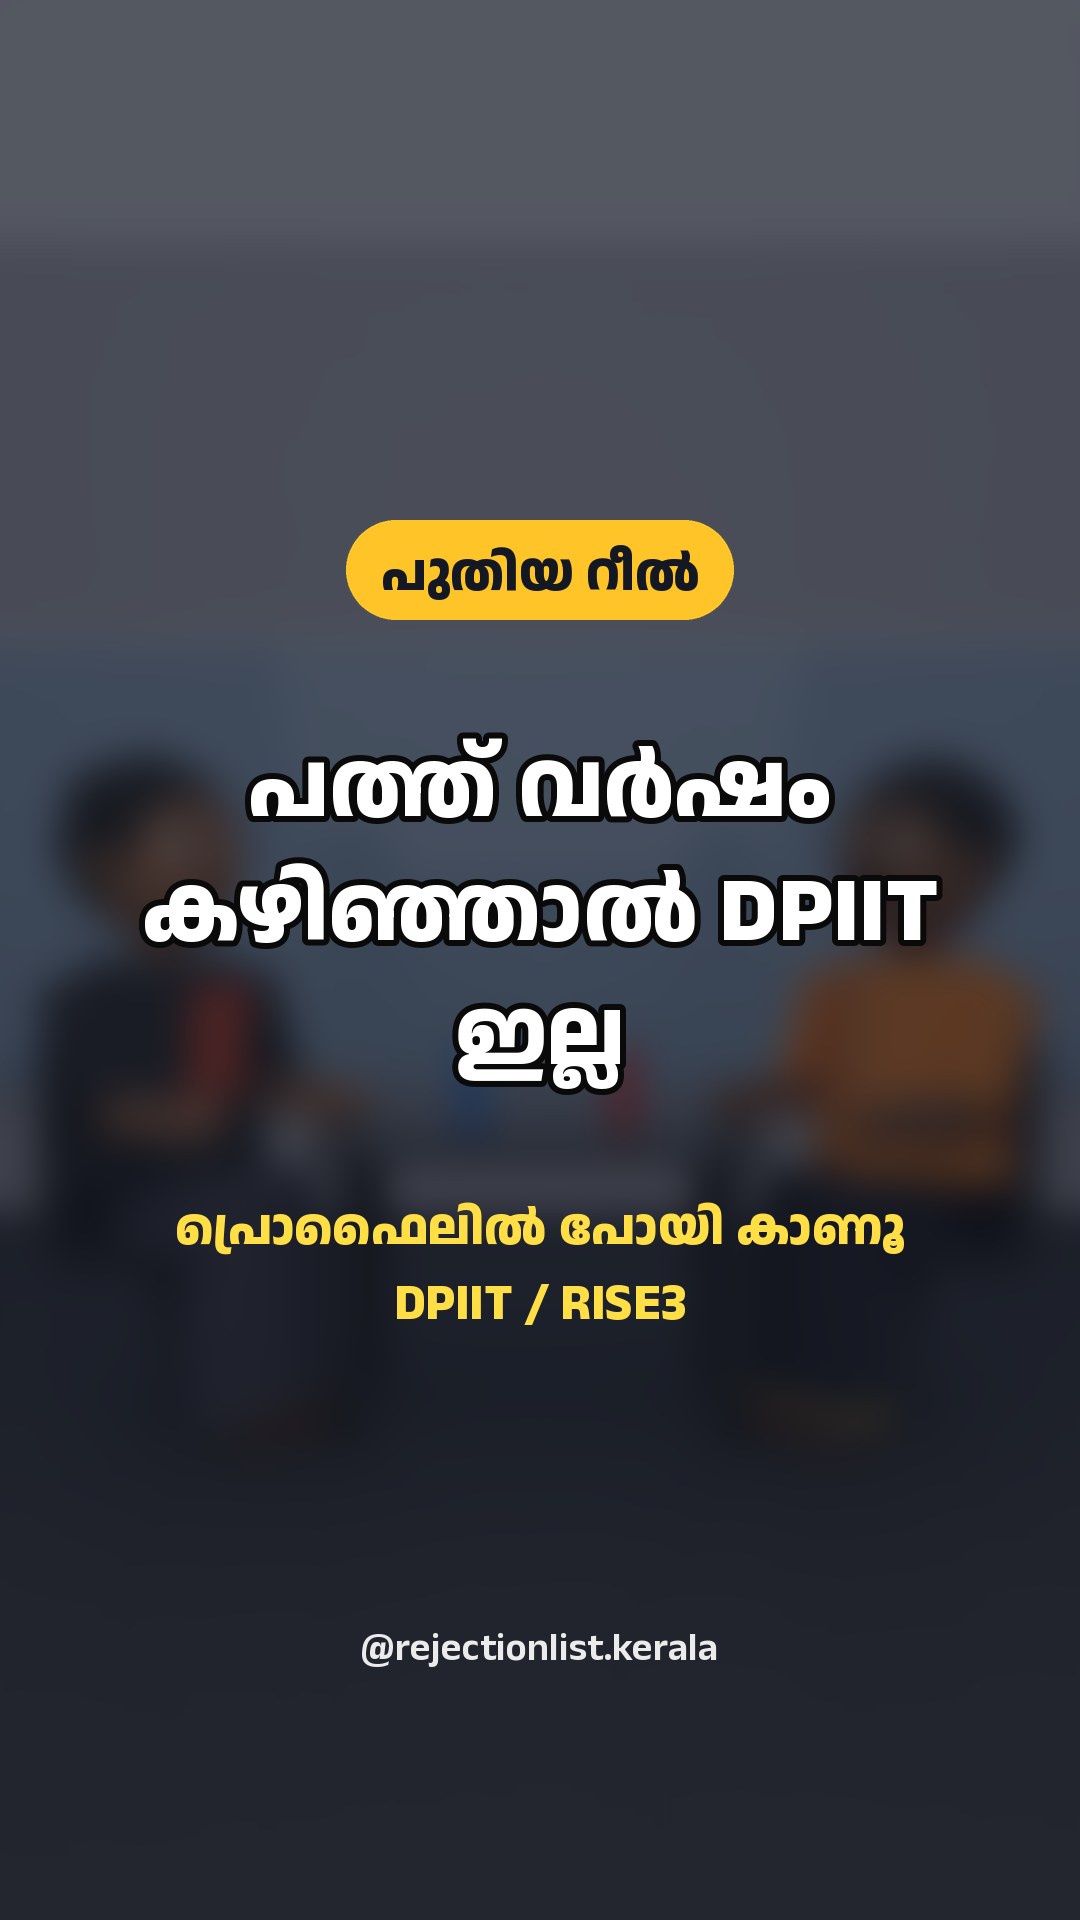 പുതിയ റീൽ
പത്ത് വർഷം
കഴിഞ്ഞാൽ DPIIT
ഇല്ല
പ്രൊഫൈലിൽ പോയി കാണൂ
DPIIT / RISE3
@rejectionlist.kerala